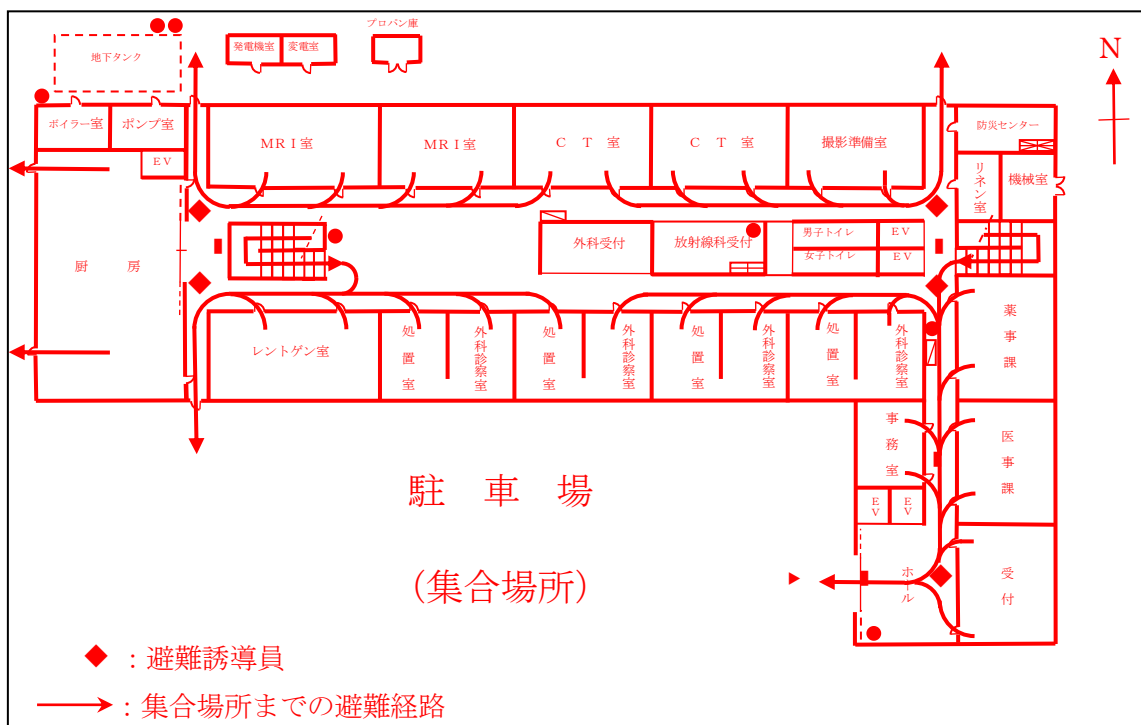 プロパン庫
地下タンク
発電機室
変電室
N
ボイラー室
ポンプ室
EV
MRI室
MRI室
CT室
CT室
撮影準備室
防災センター
リネン室
機械室
厨房
外科受付
放射線科受付
男子トイレ
EV
女子トイレ
EV
レントゲン室
処置室
外科診察室
処置室
外科診察室
処置室
外科診察室
処置室
外科診察室
薬事課
事務室
医事課
EV
EV
駐車場
(集合場所)
ホール
受付
：避難誘導員
：集合場所までの避難経路